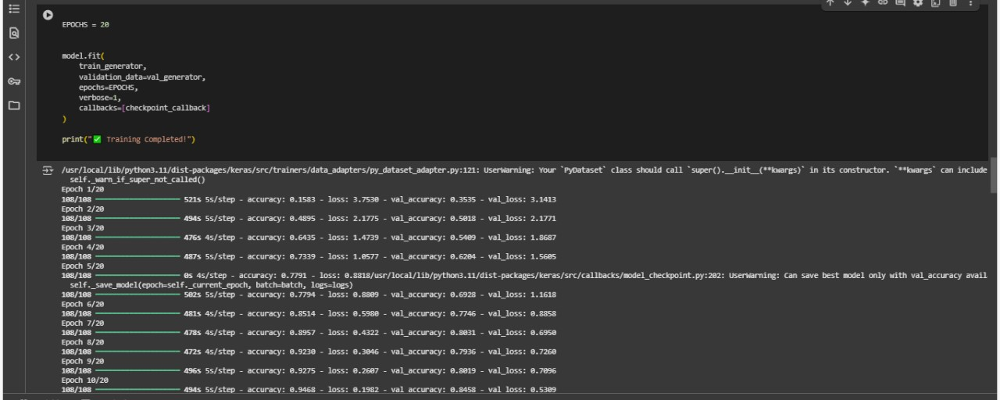 EPOCHS = 20
model.fit(
train_generator,
validation_data=val_generator,
epochs=EPOCHS,
verbose=1,
callbacks=[checkpoint_callback]
)
print("✅ Training Completed!")
/usr/local/lib/python3.11/dist-packages/keras/src/trainers/data_adapters/py_dataset_adapter.py:121: UserWarning: Your `PyDataset` class should call `super().__init__(**kwargs)` in its constructor. `**kwargs` can include
self._warn_if_super_not_called()
Epoch 1/20
108/108 ━━━━━━━━━━━━━━━━━━━━ 521s 5s/step - accuracy: 0.1583 - loss: 3.7530 - val_accuracy: 0.3535 - val_loss: 3.1413
Epoch 2/20
108/108 ━━━━━━━━━━━━━━━━━━━━ 494s 5s/step - accuracy: 0.4895 - loss: 2.1775 - val_accuracy: 0.5018 - val_loss: 2.1771
Epoch 3/20
108/108 ━━━━━━━━━━━━━━━━━━━━ 476s 4s/step - accuracy: 0.6435 - loss: 1.4739 - val_accuracy: 0.5409 - val_loss: 1.8687
Epoch 4/20
108/108 ━━━━━━━━━━━━━━━━━━━━ 487s 5s/step - accuracy: 0.7339 - loss: 1.0577 - val_accuracy: 0.6204 - val_loss: 1.5605
Epoch 5/20
108/108 ━━━━━━━━━━━━━━━━━━━━ 0s 4s/step - accuracy: 0.7791 - loss: 0.8818/usr/local/lib/python3.11/dist-packages/keras/src/callbacks/model_checkpoint.py:202: UserWarning: Can save best model only with val_accuracy avail
self._save_model(epoch=self._current_epoch, batch=batch, logs=logs)
108/108 ━━━━━━━━━━━━━━━━━━━━ 502s 5s/step - accuracy: 0.7794 - loss: 0.8809 - val_accuracy: 0.6928 - val_loss: 1.1618
Epoch 6/20
108/108 ━━━━━━━━━━━━━━━━━━━━ 481s 4s/step - accuracy: 0.8514 - loss: 0.5980 - val_accuracy: 0.7746 - val_loss: 0.8858
Epoch 7/20
108/108 ━━━━━━━━━━━━━━━━━━━━ 478s 4s/step - accuracy: 0.8957 - loss: 0.4322 - val_accuracy: 0.8031 - val_loss: 0.6950
Epoch 8/20
108/108 ━━━━━━━━━━━━━━━━━━━━ 472s 4s/step - accuracy: 0.9230 - loss: 0.3046 - val_accuracy: 0.7936 - val_loss: 0.7260
Epoch 9/20
108/108 ━━━━━━━━━━━━━━━━━━━━ 496s 5s/step - accuracy: 0.9275 - loss: 0.2607 - val_accuracy: 0.8019 - val_loss: 0.7096
Epoch 10/20
108/108 ━━━━━━━━━━━━━━━━━━━━ 494s 5s/step - accuracy: 0.9468 - loss: 0.1982 - val_accuracy: 0.8458 - val_loss: 0.5309